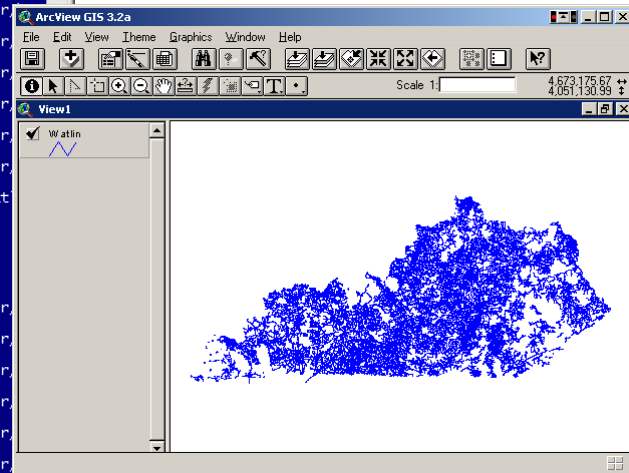 ArcView GIS 3.2a
File Edit View Theme Graphics Window Help
Scale 1:
4,673,175.67
4,051,130.99
View1
Watlin
r,
r,
r,
r,
r,
r,
t
r,
r,
r,
r,
r,
r,